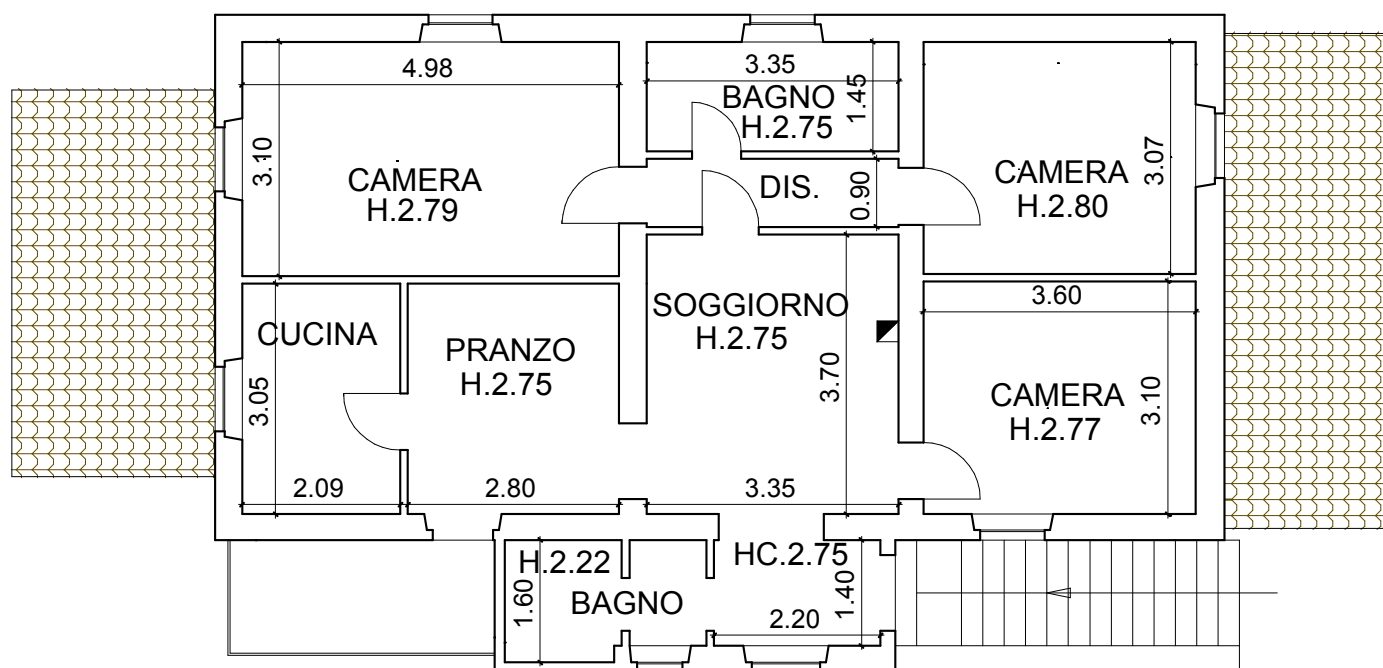 4.98
3.10
CAMERA
H.2.79
3.35
BAGNO
H.2.75
1.45
DIS.
0.90
CAMERA
H.2.80
3.07
CUCINA
3.05
2.09
PRANZO
H.2.75
2.80
SOGGIORNO
H.2.75
3.70
3.35
3.60
CAMERA
H.2.77
3.10
H.2.22
1.60
BAGNO
HC.2.75
1.40
2.20